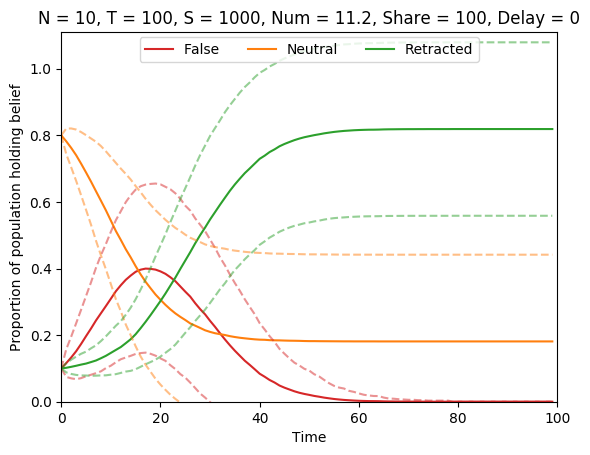 N = 10, T = 100, S = 1000, Num = 11.2, Share = 100, Delay = 0
False
Neutral
Retracted
Proportion of population holding belief
1.0
0.8
0.6
0.4
0.2
0.0
0
20
40
60
80
100
Time